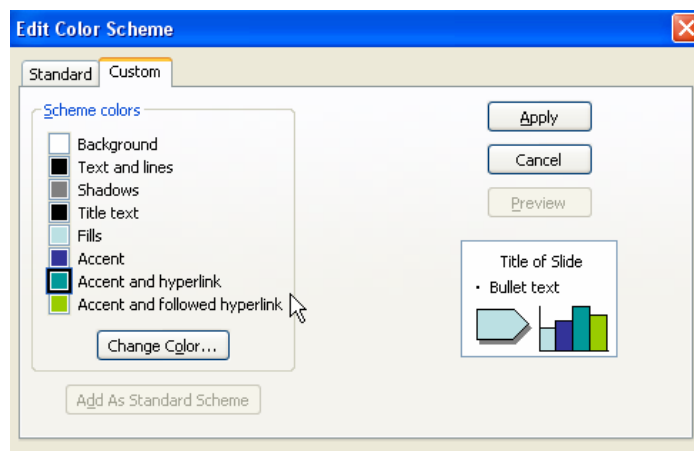 Edit Color Scheme
Standard Custom
Scheme colors
Background
Text and lines
Shadows
Title text
Fills
Accent
Accent and hyperlink
Accent and followed hyperlink
Change Color...
Add As Standard Scheme
Apply
Cancel
Preview
Title of Slide
• Bullet text